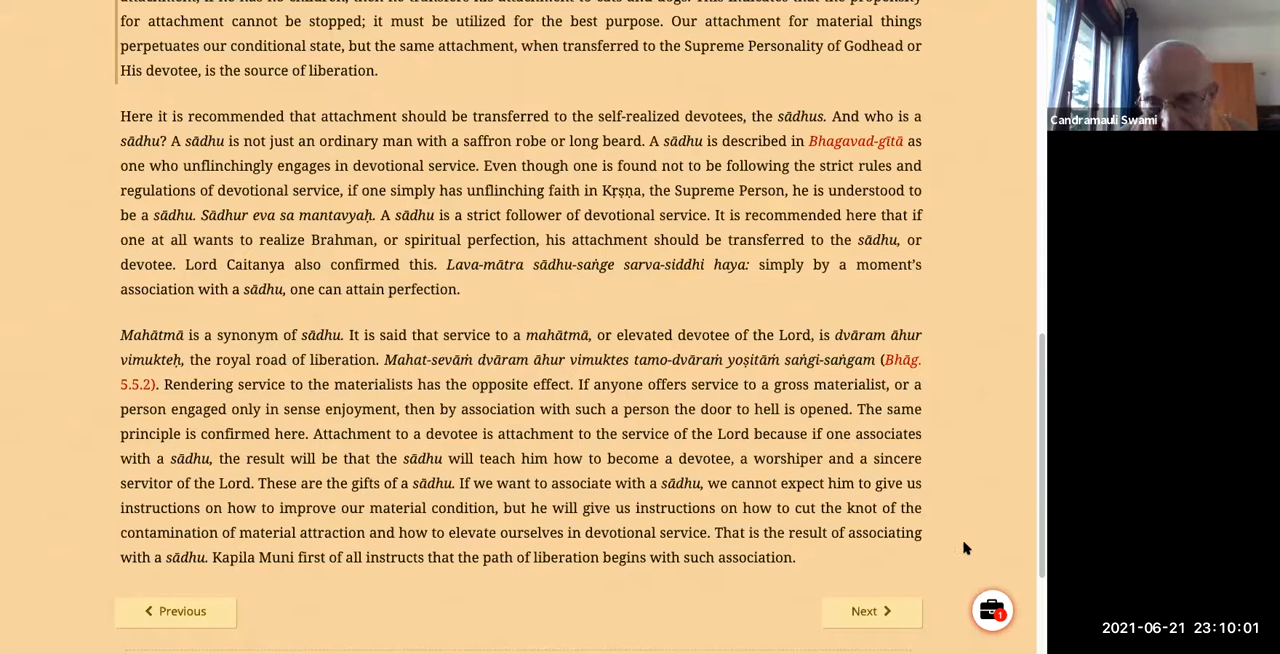 for attachment cannot be stopped; it must be utilized for the best purpose. Our attachment for material things
perpetuates our conditional state, but the same attachment, when transferred to the Supreme Personality of Godhead or
His devotee, is the source of liberation.
Here it is recommended that attachment should be transferred to the self-realized devotees, the sādhus. And who is a
sādhu? A sādhu is not just an ordinary man with a saffron robe or long beard. A sādhu is described in Bhagavad-gītā as
one who unflinchingly engages in devotional service. Even though one is found not to be following the strict rules and
regulations of devotional service, if one simply has unflinching faith in Kṛṣṇa, the Supreme Person, he is understood to
be a sādhu. Sādhur eva sa mantavyaḥ. A sādhu is a strict follower of devotional service. It is recommended here that if
one at all wants to realize Brahman, or spiritual perfection, his attachment should be transferred to the sādhu, or
devotee. Lord Caitanya also confirmed this. Lava-mātra sādhu-saṅge sarva-siddhi haya: simply by a moment’s
association with a sādhu, one can attain perfection.
Mahātmā is a synonym of sādhu. It is said that service to a mahātmā, or elevated devotee of the Lord, is dvāram āhur
vimukteḥ, the royal road of liberation. Mahat-sevāṁ dvāram āhur vimuktes tamo-dvāraṁ yoṣitāṁ saṅgi-saṅgam (Bhāg.
5.5.2). Rendering service to the materialists has the opposite effect. If anyone offers service to a gross materialist, or a
person engaged only in sense enjoyment, then by association with such a person the door to hell is opened. The same
principle is confirmed here. Attachment to a devotee is attachment to the service of the Lord because if one associates
with a sādhu, the result will be that the sādhu will teach him how to become a devotee, a worshiper and a sincere
servitor of the Lord. These are the gifts of a sādhu. If we want to associate with a sādhu, we cannot expect him to give us
instructions on how to improve our material condition, but he will give us instructions on how to cut the knot of the
contamination of material attraction and how to elevate ourselves in devotional service. That is the result of associating
with a sādhu. Kapila Muni first of all instructs that the path of liberation begins with such association.
Previous
Next
1
Candramauli Swami
2021-06-21 23:10:01